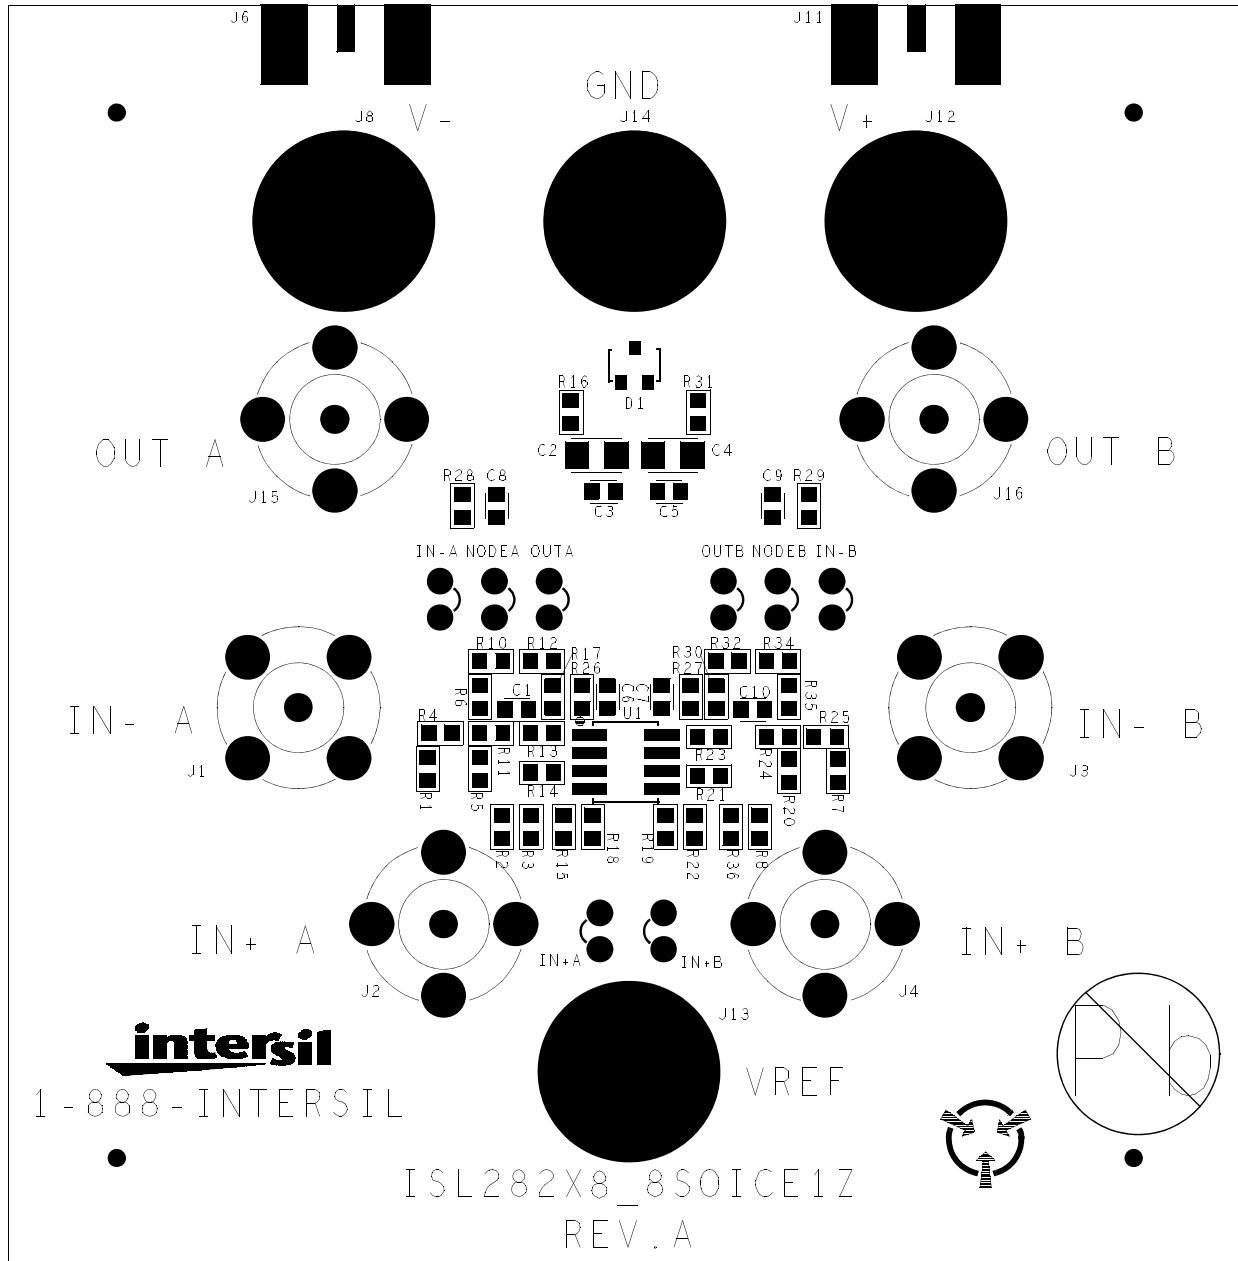 J6
J11
GND
V-
J8
J14
V+
J12
R16
D1
R31
C2
C4
OUT A
OUT B
R28
C8
C9
R29
J15
J16
C3
C5
IN-A NODEA OUTA
OUTB NODEB IN-B
R10
R12
R17
R26
R30
R27
R32
R34
R6
C1
C6
C7
C10
R35
IN- A
IN- B
U1
R4
R25
R11
R13
R23
R24
J1
J3
R1
R5
R14
R21
R20
R7
R2
R3
R15
R18
R19
R22
R36
R8
IN+ A
IN+ B
IN+A
IN+B
J2
J4
J13
intersil
VREF
Pb
1-888-INTERSIL
ISL282X8_8SOICE1Z
REV.A